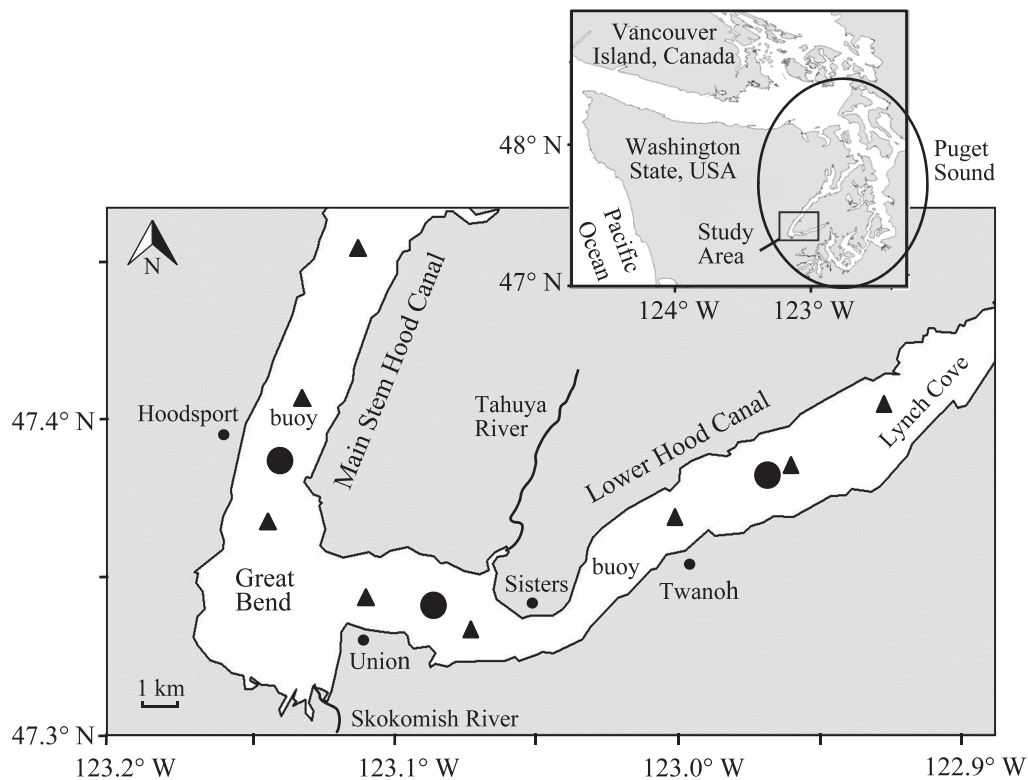 Vancouver
Island, Canada
48° N
Washington
State, USA
Puget
Sound
Pacific
Ocean
Study
Area
47° N
124° W
123° W
N
Main Stem Hood Canal
Hoodsport
buoy
47.4° N
Tahuya
River
Lower Hood Canal
Lynch Cove
Great
Bend
Sisters
buoy
Twanoh
Union
1 km
Skokomish River
47.3° N
123.2° W
123.1° W
123.0° W
122.9° W